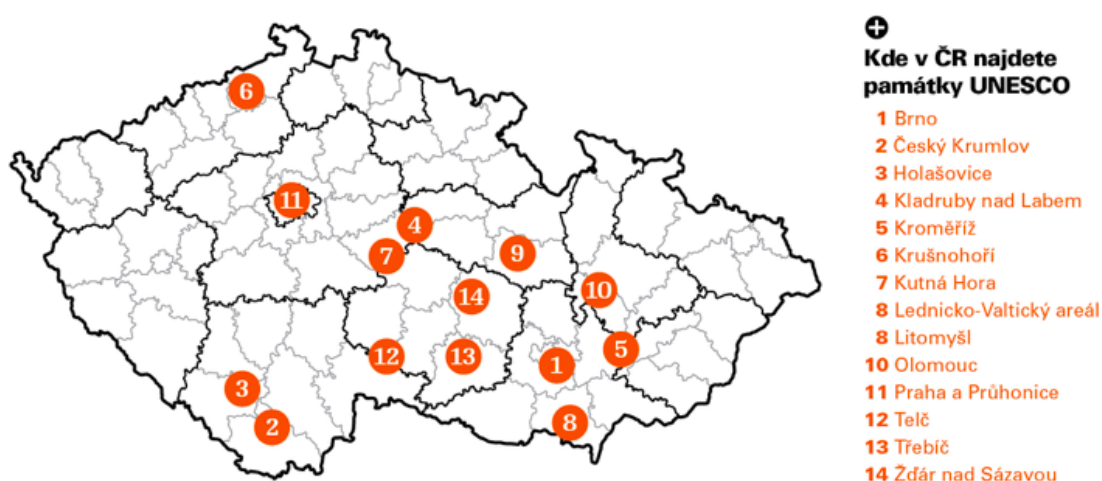 6
11
4
7
9
14
10
12
13
1
5
3
2
8
Kde v ČR najdete
památky UNESCO
1 Brno
2 Český Krumlov
3 Holašovice
4 Kladruby nad Labem
5 Kroměříž
6 Krušnohoří
7 Kutná Hora
8 Lednicko-Valtický areál
8 Litomyšl
10 Olomouc
11 Praha a Průhonice
12 Telč
13 Třebíč
14 Žďár nad Sázavou